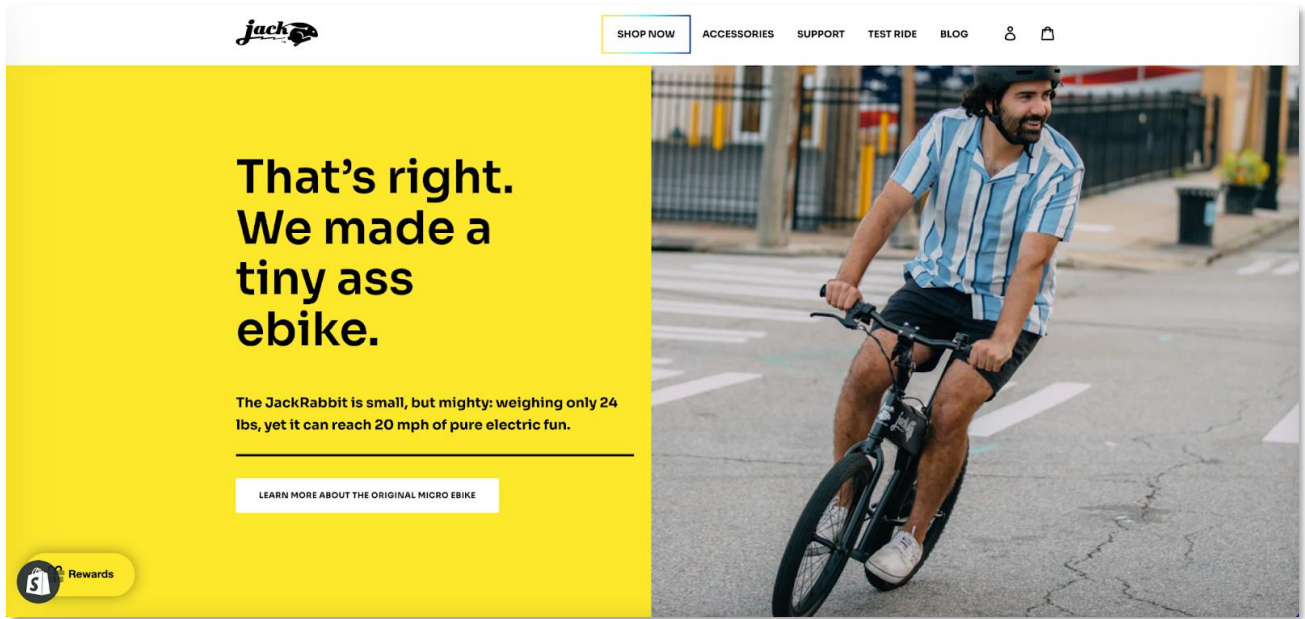 jack
SHOP NOW
ACCESSORIES
SUPPORT
TEST RIDE
BLOG
That’s right.
We made a
tiny ass
ebike.
The JackRabbit is small, but mighty: weighing only 24
lbs, yet it can reach 20 mph of pure electric fun.
LEARN MORE ABOUT THE ORIGINAL MICRO EBIKE
Rewards
jack